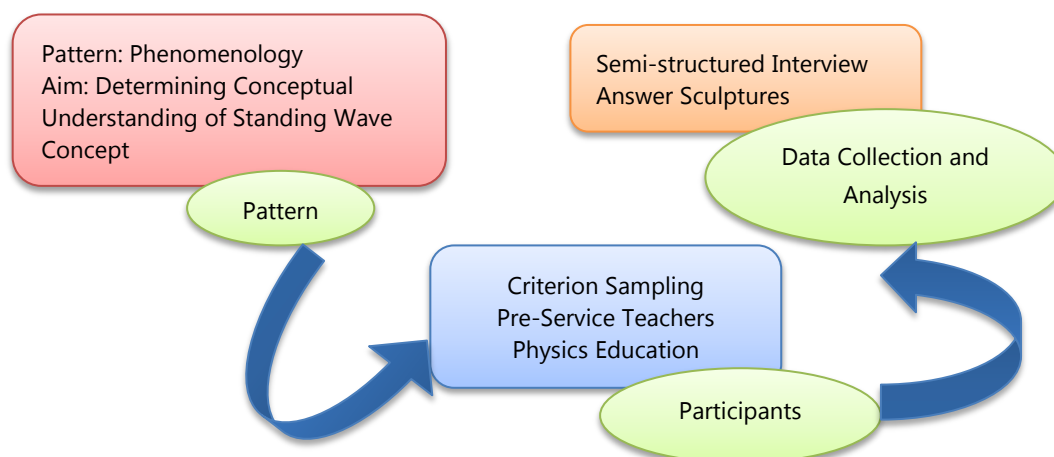 Pattern: Phenomenology
Aim: Determining Conceptual
Understanding of Standing Wave
Concept
Pattern
Semi-structured Interview
Answer Sculptures
Data Collection and
Analysis
Criterion Sampling
Pre-Service Teachers
Physics Education
Participants